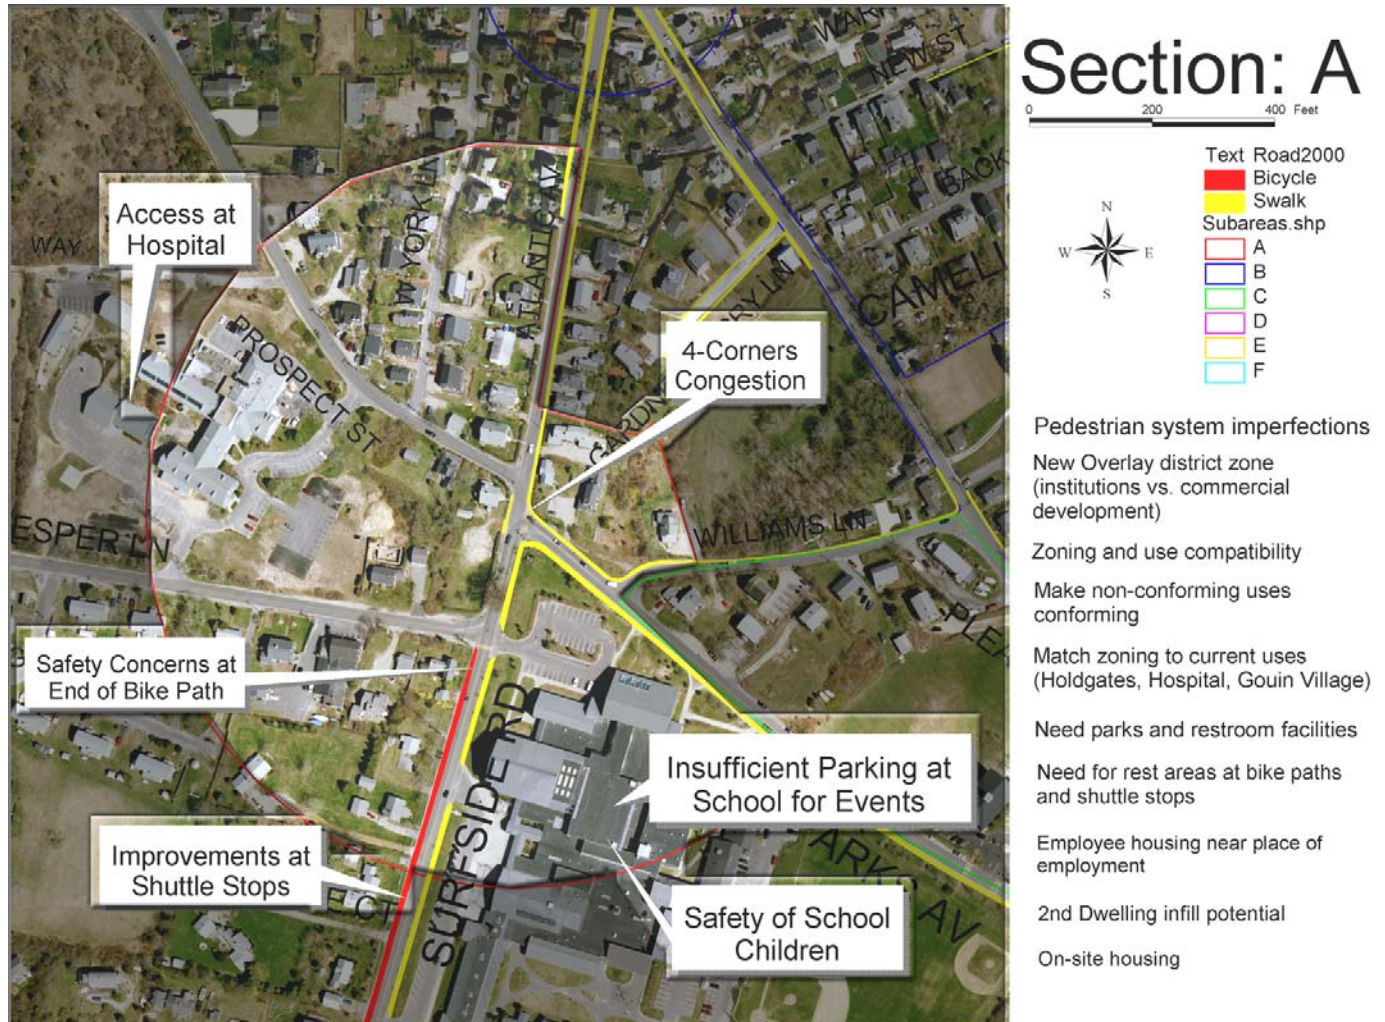 Section: A
0 200 400 Feet
Text Road2000
Bicycle
Swalk
Subareas.shp
A
B
C
D
E
F
N
W E
S
Pedestrian system imperfections
New Overlay district zone
(institutions vs. commercial
development)
Zoning and use compatibility
Make non-conforming uses
conforming
Match zoning to current uses
(Holdgates, Hospital, Gouin Village)
Need parks and restroom facilities
Need for rest areas at bike paths
and shuttle stops
Employee housing near place of
employment
2nd Dwelling infill potential
On-site housing
NEW ST
BACK
WAY
Access at
Hospital
YORK LN
ATLANTIC AV
CAMELI
PROSPECT ST
4-Corners
Congestion
ESPER LN
WILLIAMS LN
PLEA
Safety Concerns at
End of Bike Path
SURFSIDE RD
Insufficient Parking at
School for Events
Improvements at
Shuttle Stops
ARK AV
CT
Safety of School
Children